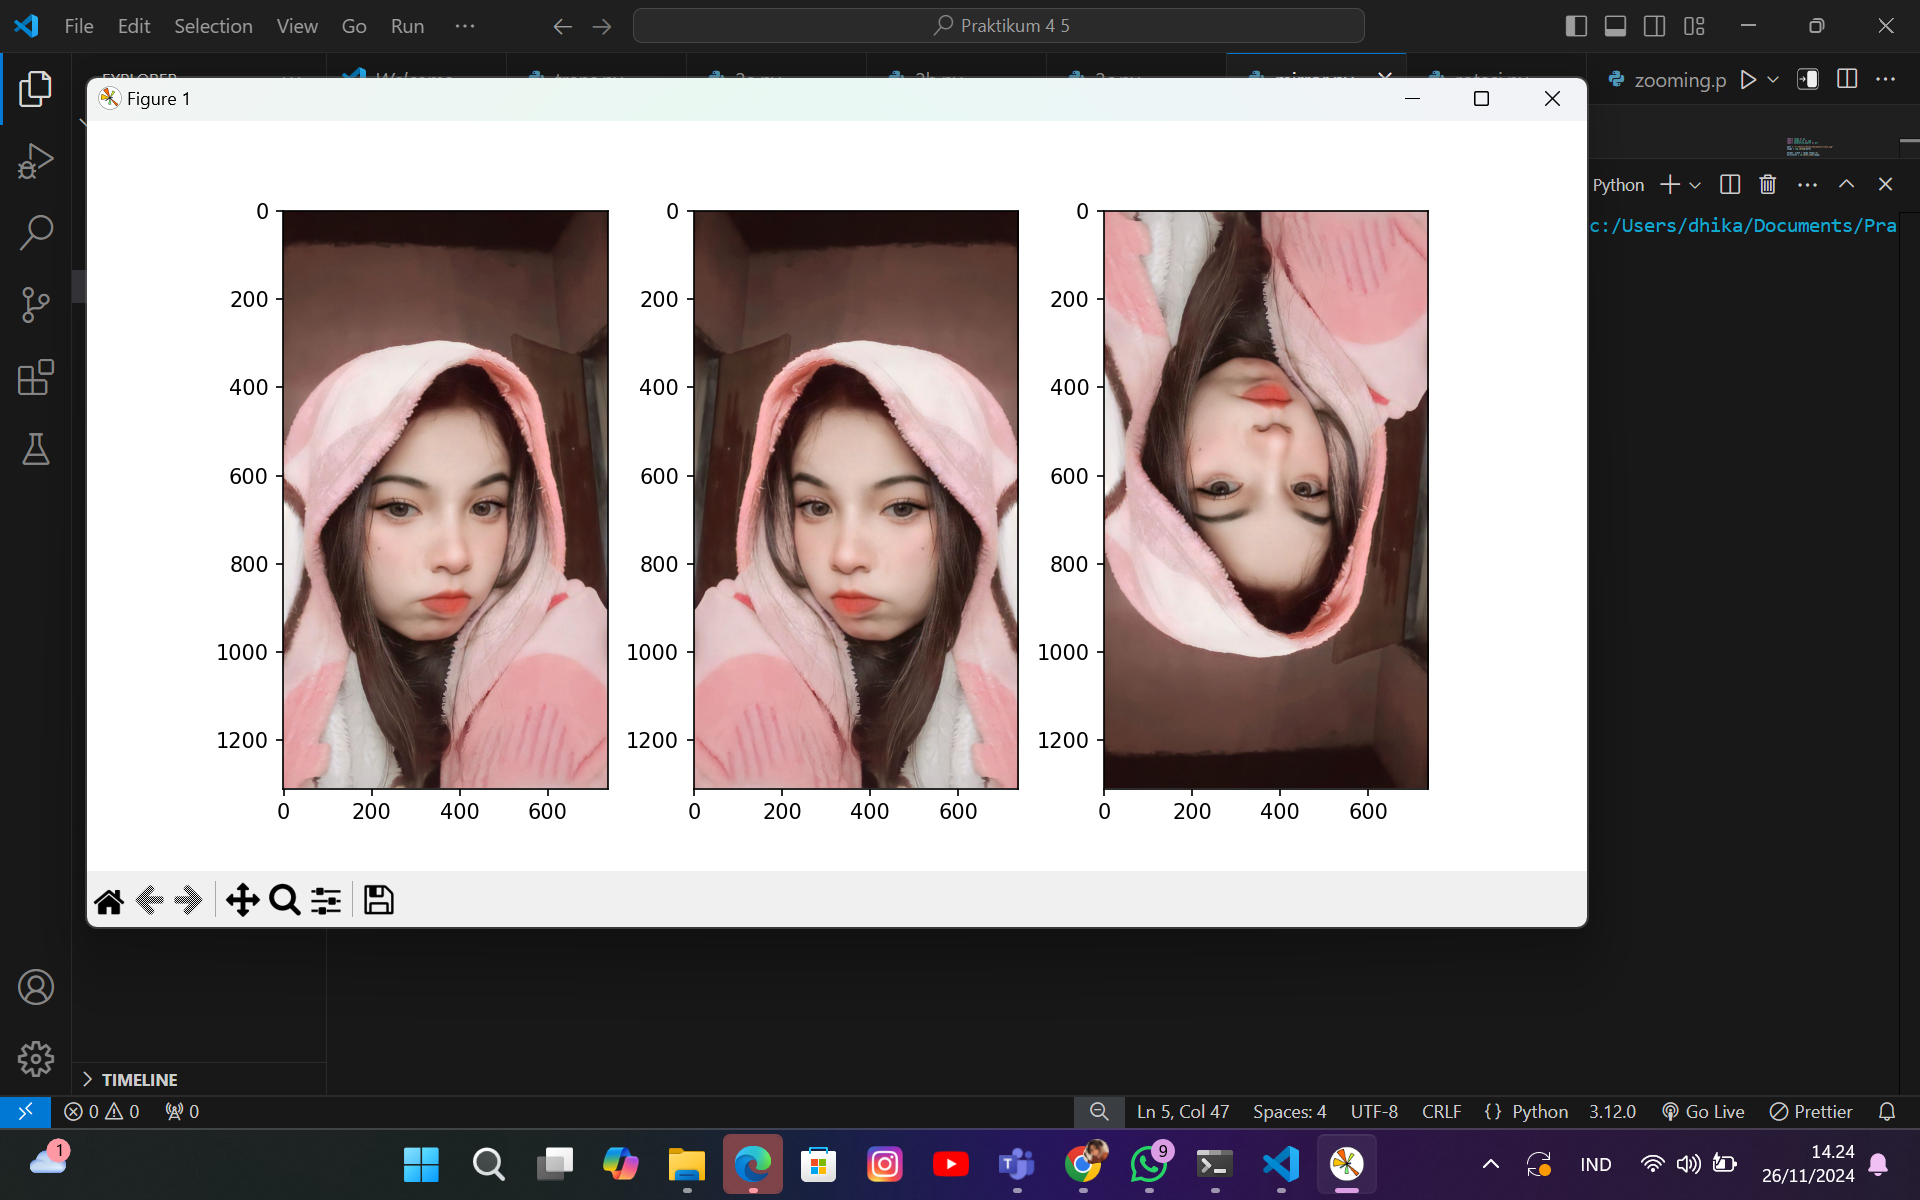 File Edit Selection View Go Run ···
Praktikum 4 5
zooming.p
Figure 1
Python
c:/Users/dhika/Documents/Pra
0 0 0
200 200 200
400 400 400
600 600 600
800 800 800
1000 1000 1000
1200 1200 1200
0 200 400 600 0 200 400 600 0 200 400 600
TIMELINE
0 0 0 Ln 5, Col 47 Spaces: 4 UTF-8 CRLF {} Python 3.12.0 Go Live Prettier
1 9 IND 14.24
26/11/2024